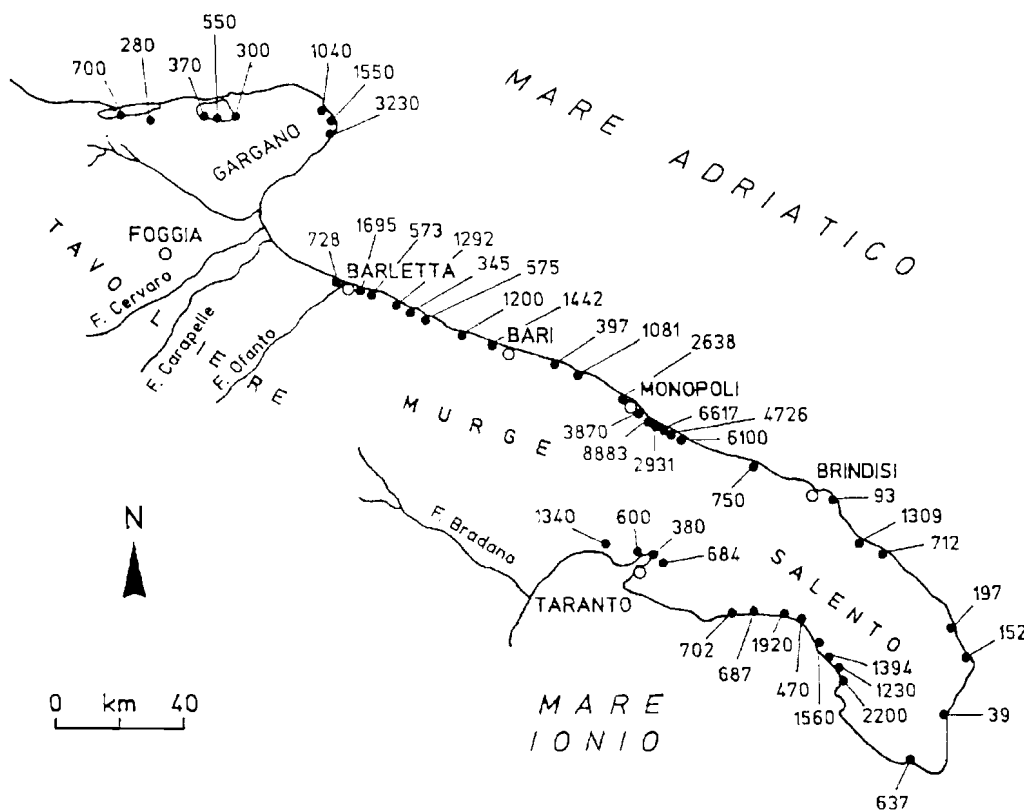 550
280
300
1040
700
370
1550
3230
MARE ADRIATICO
GARGANO
TAVOLIERE
FOGGIA
F. Cervaro
F. Carapelle
F. Ofanto
728
1695
573
1292
BARLETTA
345
575
1200
1442
BARI
397
1081
2638
MONOPOLI
MURGE
3870
8883
2931
6617
4726
6100
750
BRINDISI
93
1309
712
N
F. Bradano
1340
600
380
684
TARANTO
SALENTO
197
152
702
687
1920
470
1560
1394
1230
2200
39
637
0 km 40
MARE
IONIO